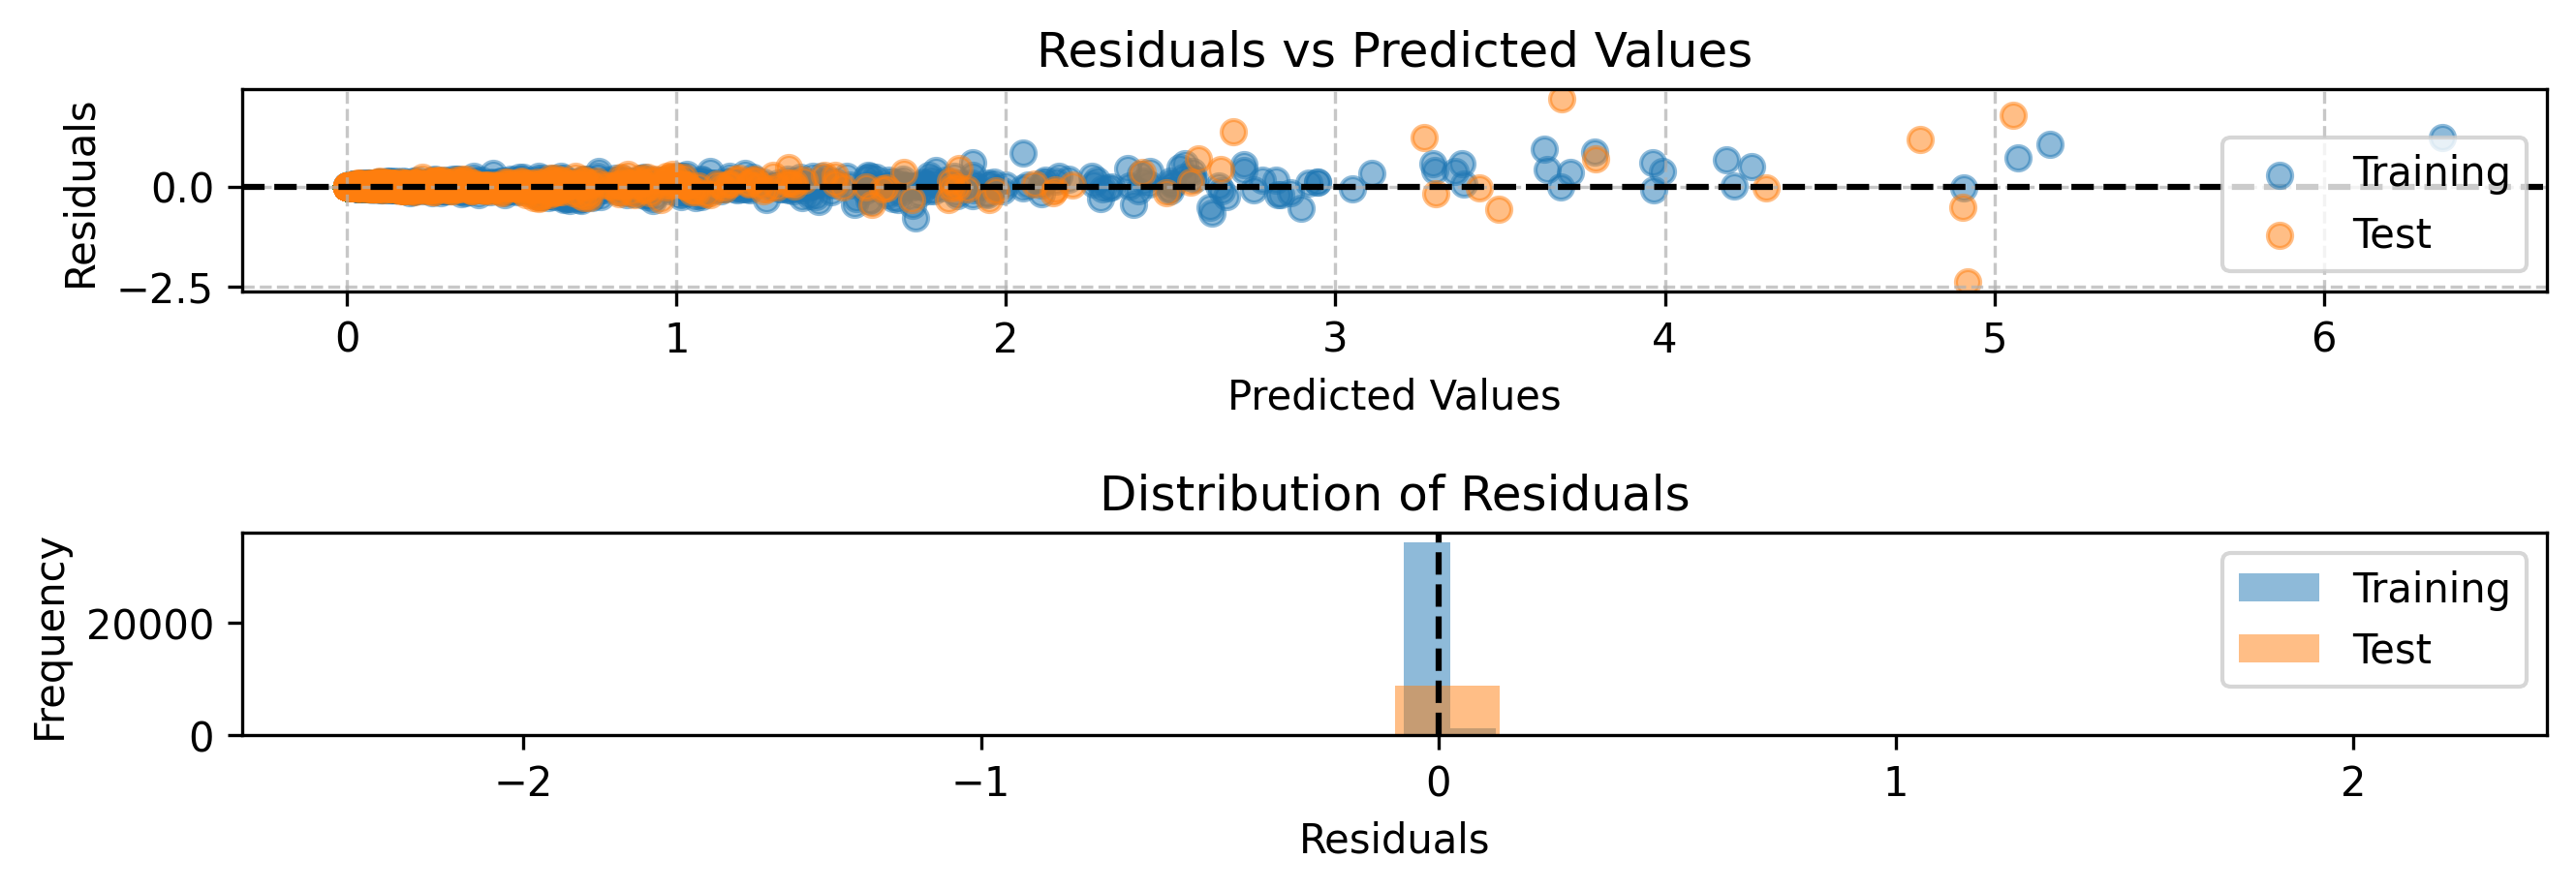 Residuals vs Predicted Values
Residuals
0.0
−2.5
Training
Test
0 1 2 3 4 5 6
Predicted Values
Distribution of Residuals
Frequency
20000
0
Training
Test
−2 −1 0 1 2
Residuals